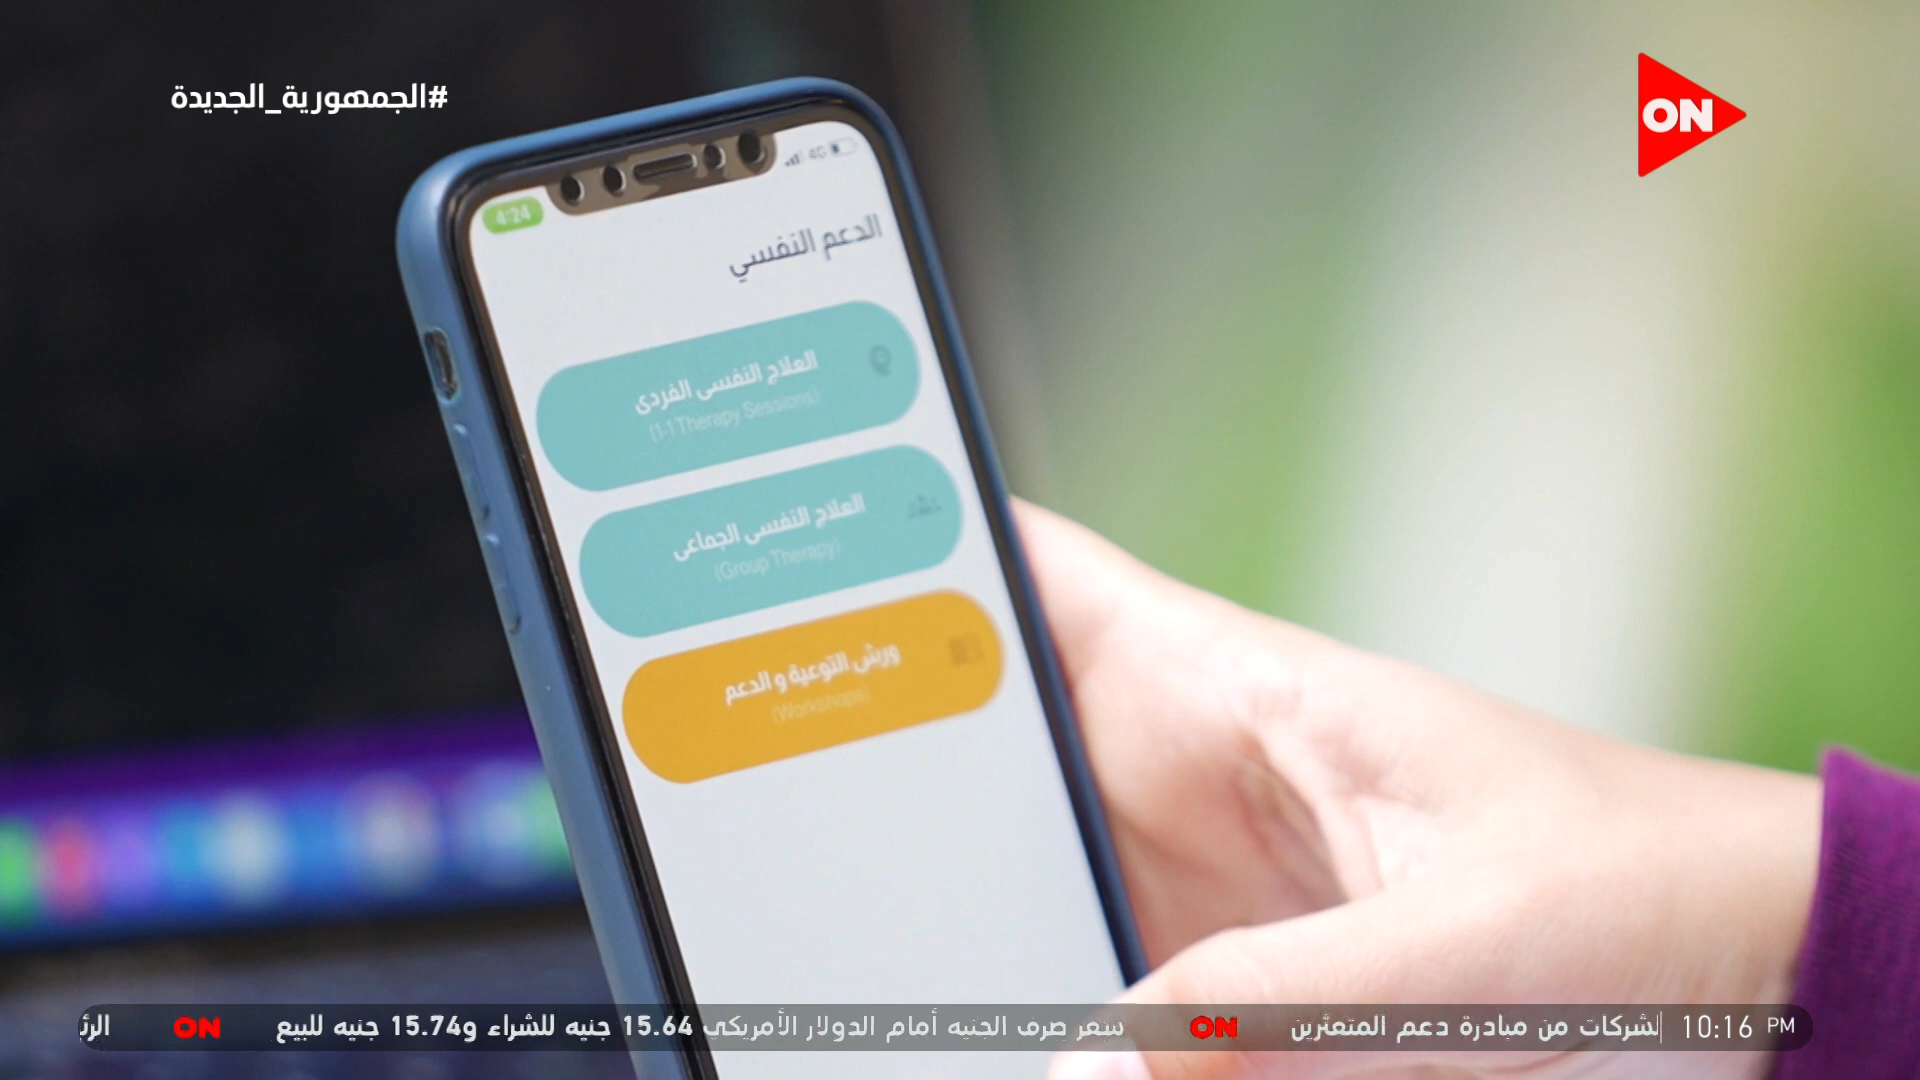 #الجمهورية_الجديدة
ON
4:24
4G
الدعم النفسي
العلاج النفسى الفردى
(1-1 Therapy Sessions)
العلاج النفسى الجماعى
(Group Therapy)
ورش التوعية و الدعم
(Workshops)
10:16 PM
لشركات من مبادرة دعم المتعثرين ON سعر صرف الجنيه أمام الدولار الأمريكي 15.64 جنيه للشراء و15.74 جنيه للبيع ON